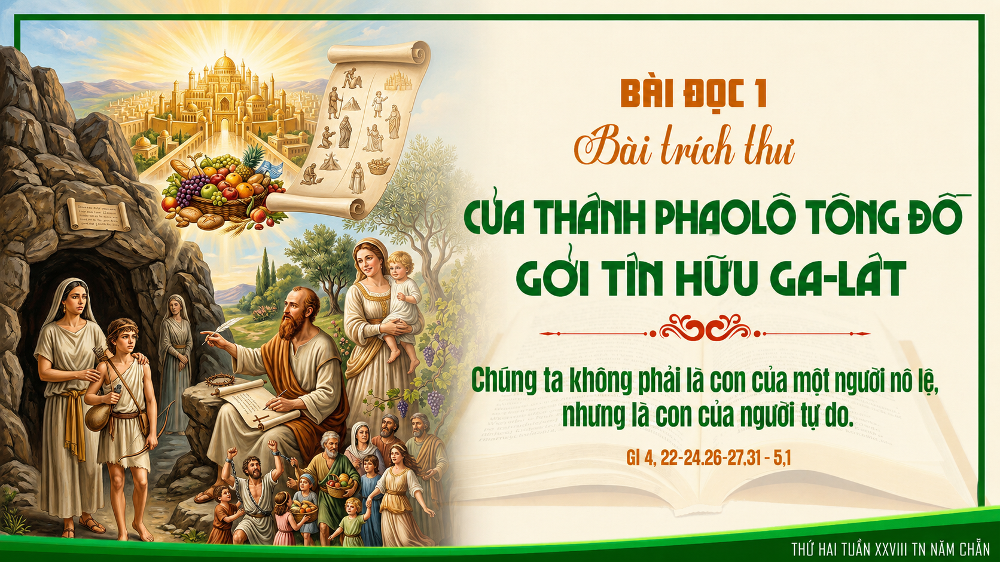 BÀI ĐỌC 1
Bài trích thư
CỦA THÁNH PHAOLÔ TÔNG ĐỒ
GỞI TÍN HỮU GA-LÁT
Chúng ta không phải là con của một người nô lệ,
nhưng là con của người tự do.
Gl 4, 22-24.26-27,31 - 5,1
THỨ HAI TUẦN XXVIII TN NĂM CHẴN